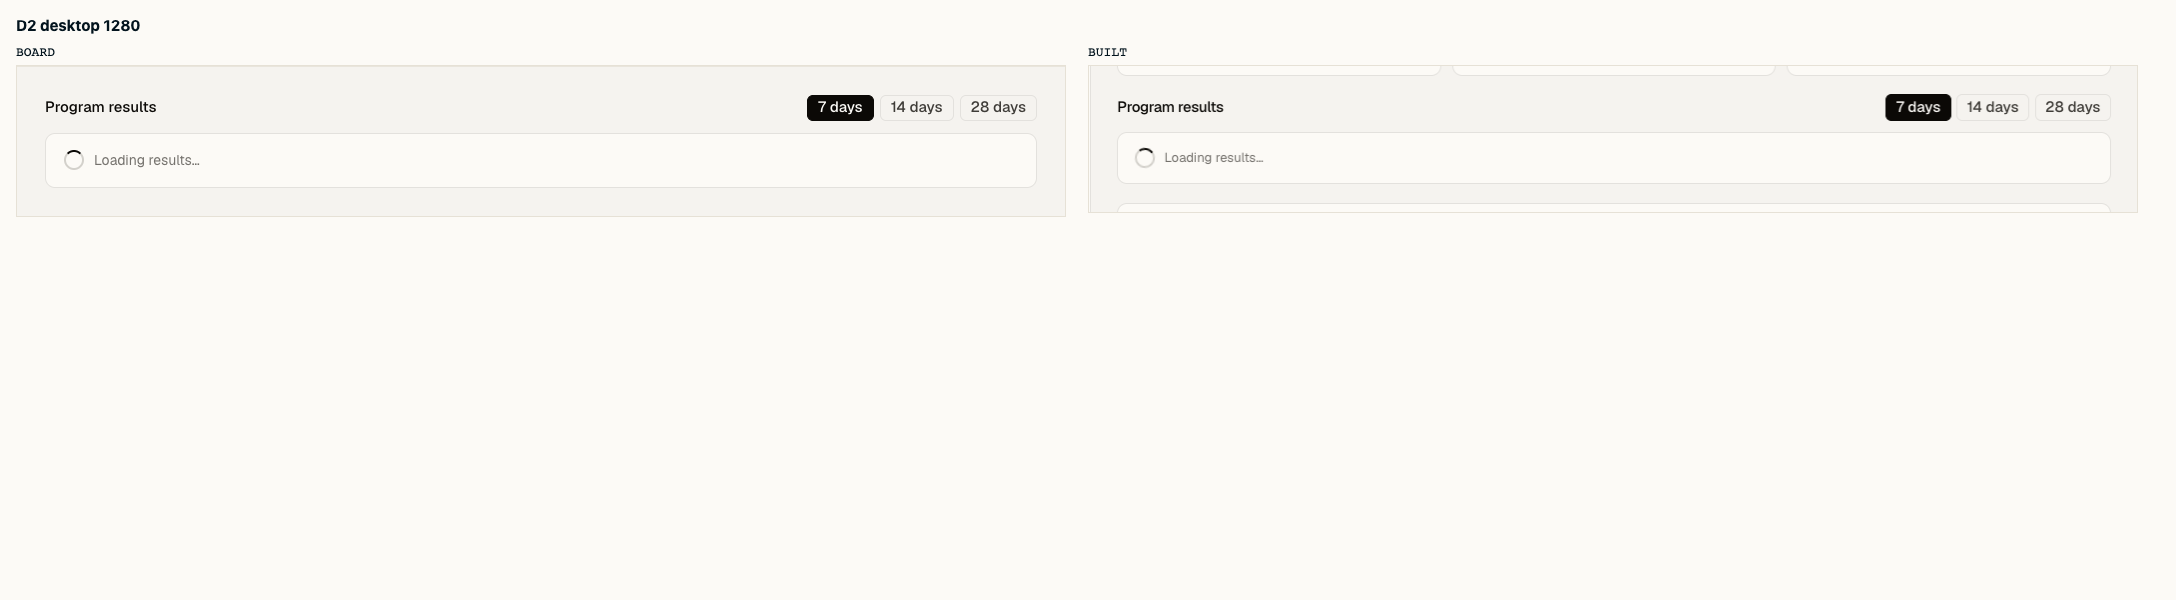 D2 desktop 1280
BOARD
Program results 7 days 14 days 28 days
Loading results…
BUILT
Program results 7 days 14 days 28 days
Loading results…